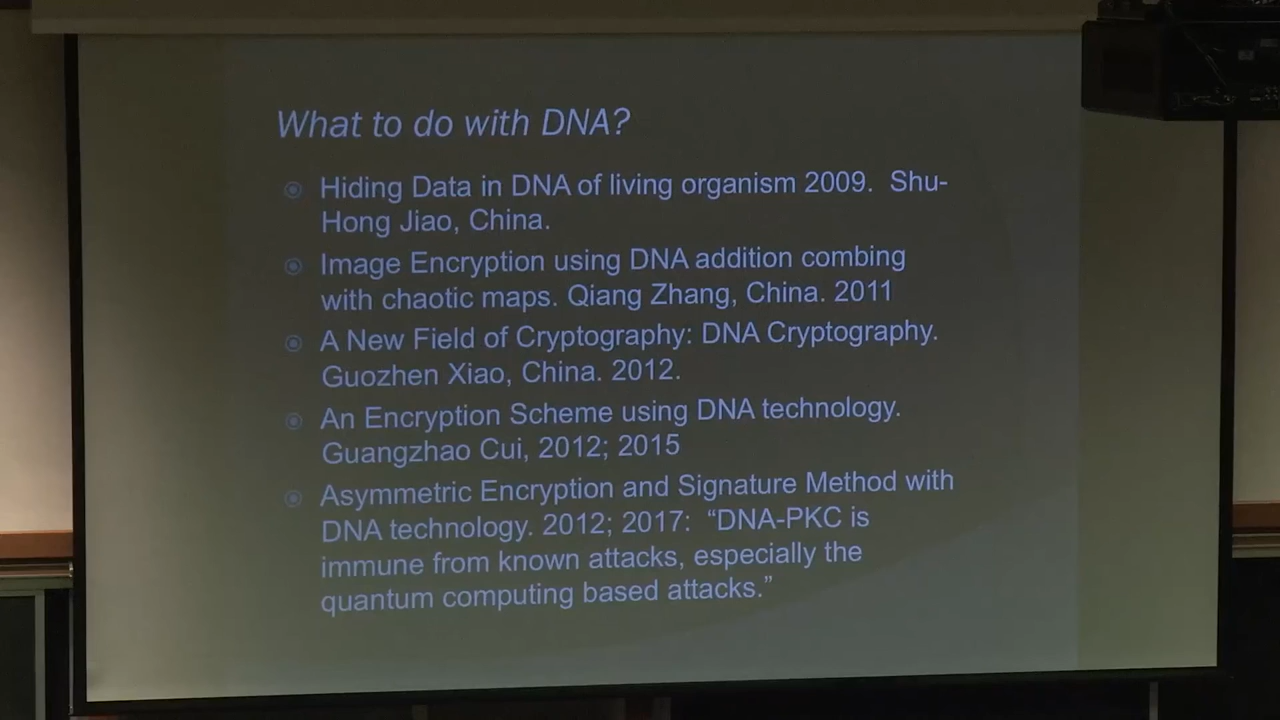 What to do with DNA?
Hiding Data in DNA of living organism 2009. Shu-
Hong Jiao, China.
Image Encryption using DNA addition combing
with chaotic maps. Qiang Zhang, China. 2011
A New Field of Cryptography: DNA Cryptography.
Guozhen Xiao, China. 2012.
An Encryption Scheme using DNA technology.
Guangzhao Cui, 2012; 2015
Asymmetric Encryption and Signature Method with
DNA technology. 2012; 2017: “DNA-PKC is
immune from known attacks, especially the
quantum computing based attacks.”